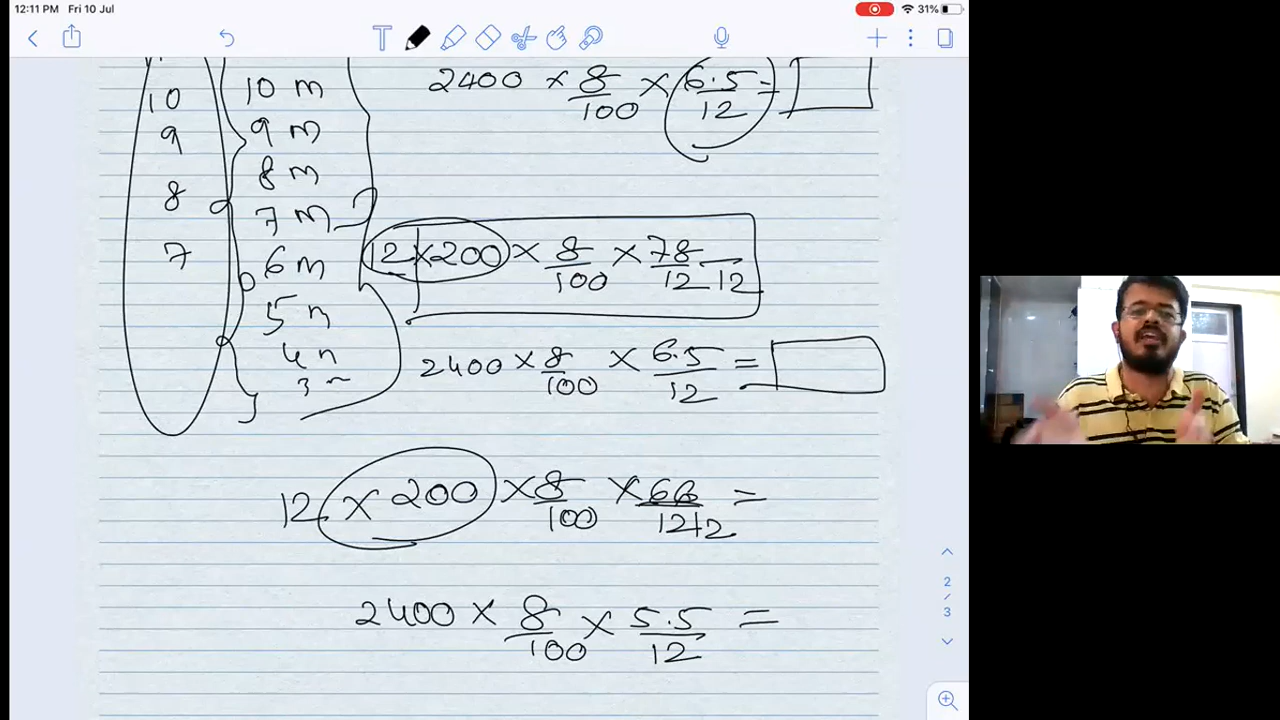 12:11 PM Fri 10 Jul
31%
T
2400 × 8/100 × 6.5/12 =
10
9
8
7
10 m
9 m
8 m
7 m
6 m
5 m
4 m
3 m
12 × 200 × 8/100 × 78/12 12
2400 × 8/100 × 6.5/12 =
12 × 200 × 8/100 × 66/12 12 =
2400 × 8/100 × 5.5/12 =
2/3